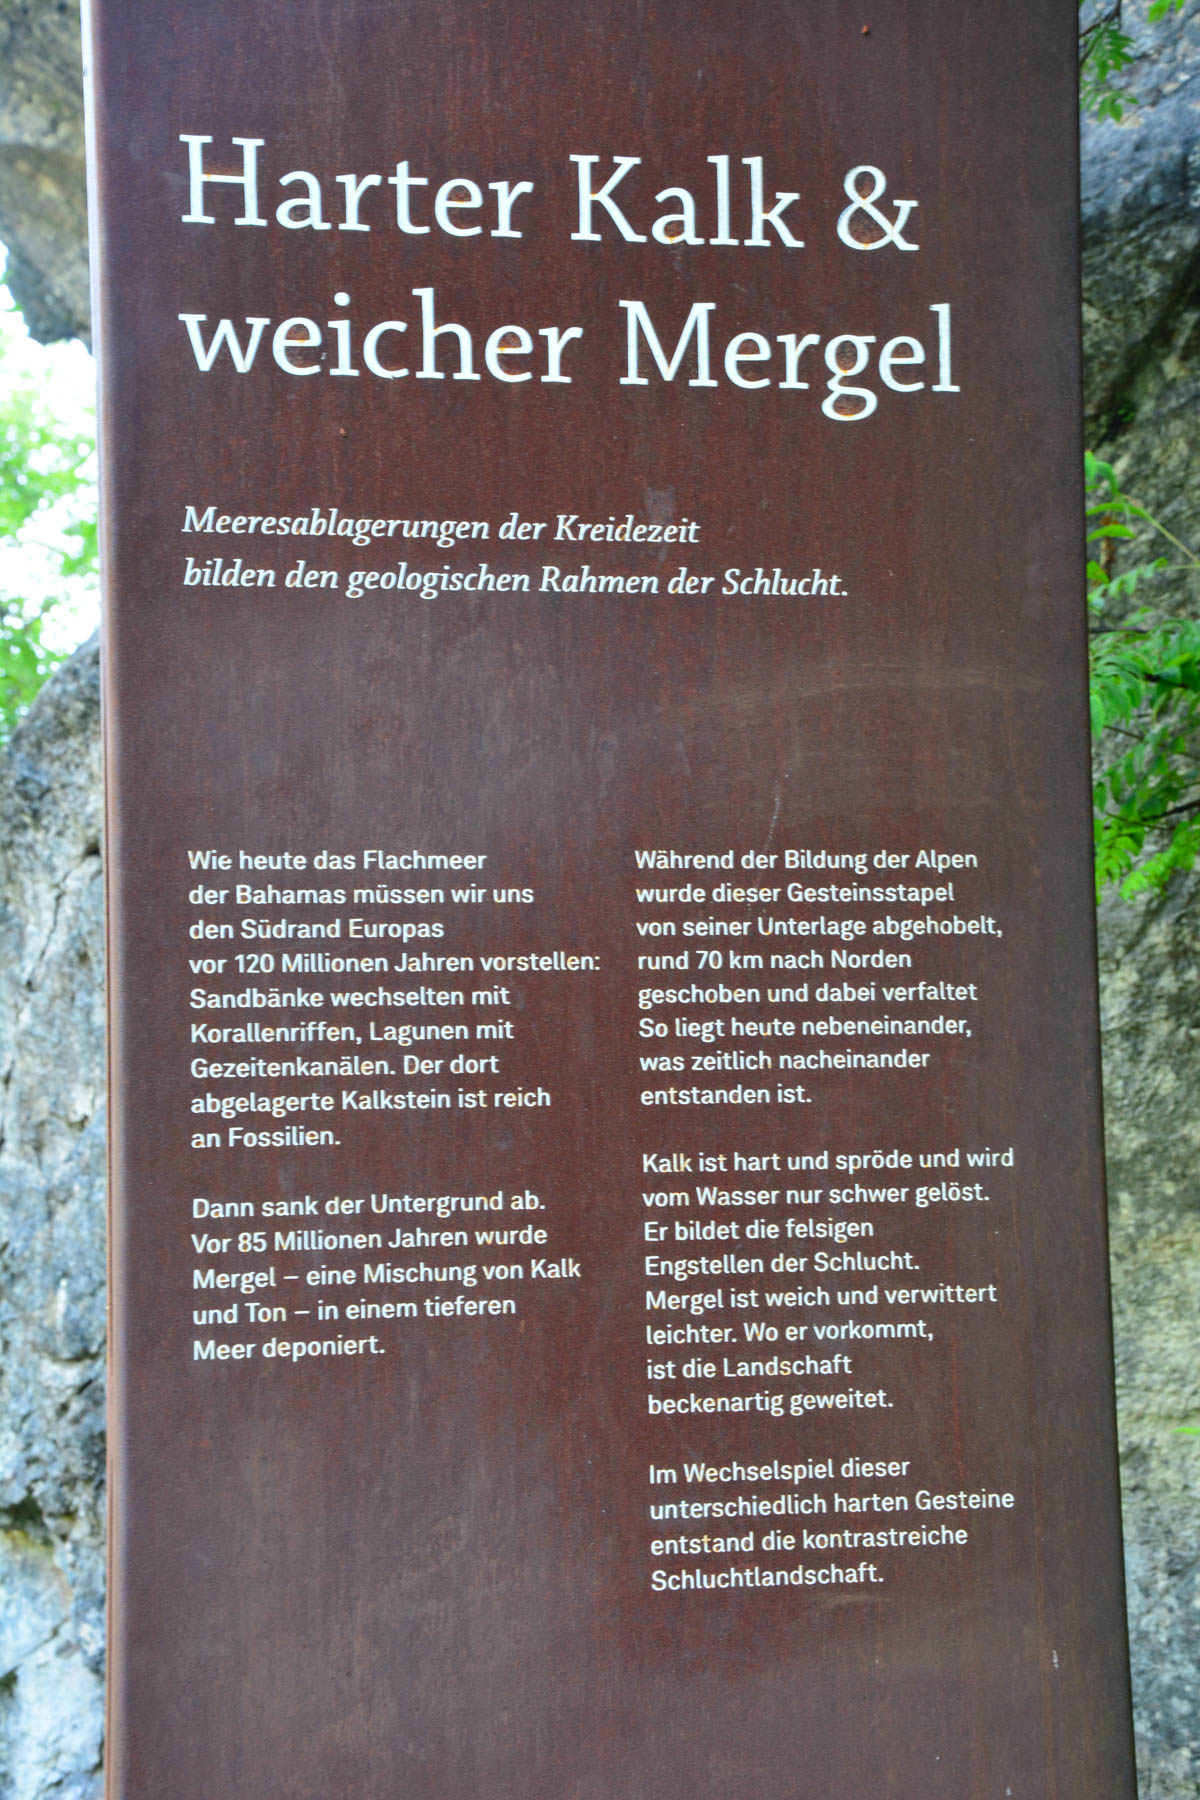 Harter Kalk &
weicher Mergel
Meeresablagerungen der Kreidezeit
bilden den geologischen Rahmen der Schlucht.
Wie heute das Flachmeer
der Bahamas müssen wir uns
den Südrand Europas
vor 120 Millionen Jahren vorstellen:
Sandbänke wechselten mit
Korallenriffen, Lagunen mit
Gezeitenkanälen. Der dort
abgelagerte Kalkstein ist reich
an Fossilien.
Dann sank der Untergrund ab.
Vor 85 Millionen Jahren wurde
Mergel – eine Mischung von Kalk
und Ton – in einem tieferen
Meer deponiert.
Während der Bildung der Alpen
wurde dieser Gesteinsstapel
von seiner Unterlage abgehobelt,
rund 70 km nach Norden
geschoben und dabei verfaltet
So liegt heute nebeneinander,
was zeitlich nacheinander
entstanden ist.
Kalk ist hart und spröde und wird
vom Wasser nur schwer gelöst.
Er bildet die felsigen
Engstellen der Schlucht.
Mergel ist weich und verwittert
leichter. Wo er vorkommt,
ist die Landschaft
beckenartig geweitet.
Im Wechselspiel dieser
unterschiedlich harten Gesteine
entstand die kontrastreiche
Schluchtlandschaft.